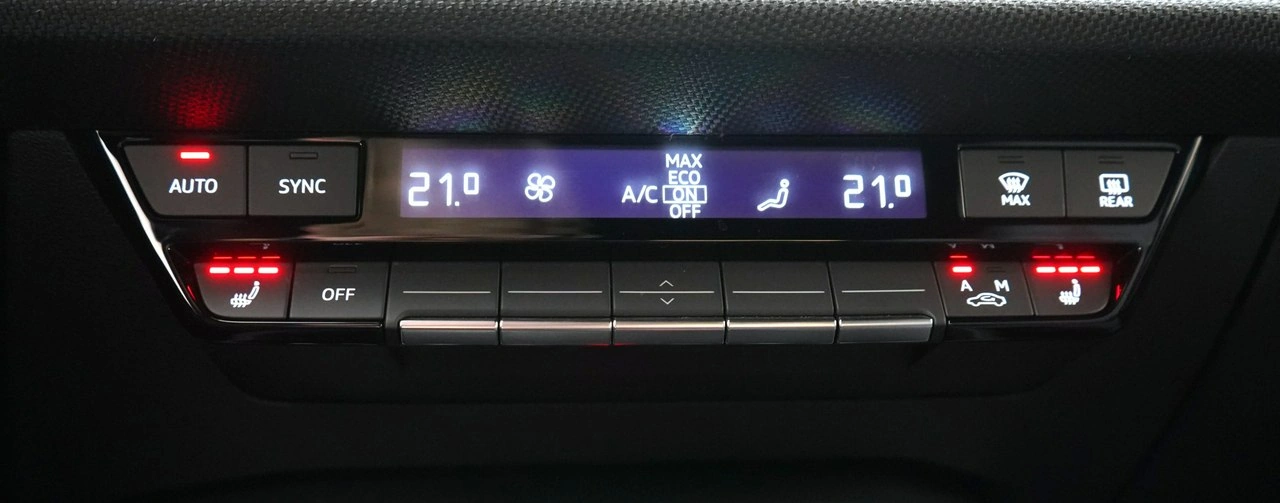 AUTO
SYNC
21.0
A/C
MAX
ECO
ON
OFF
21.0
MAX
REAR
OFF
A
M